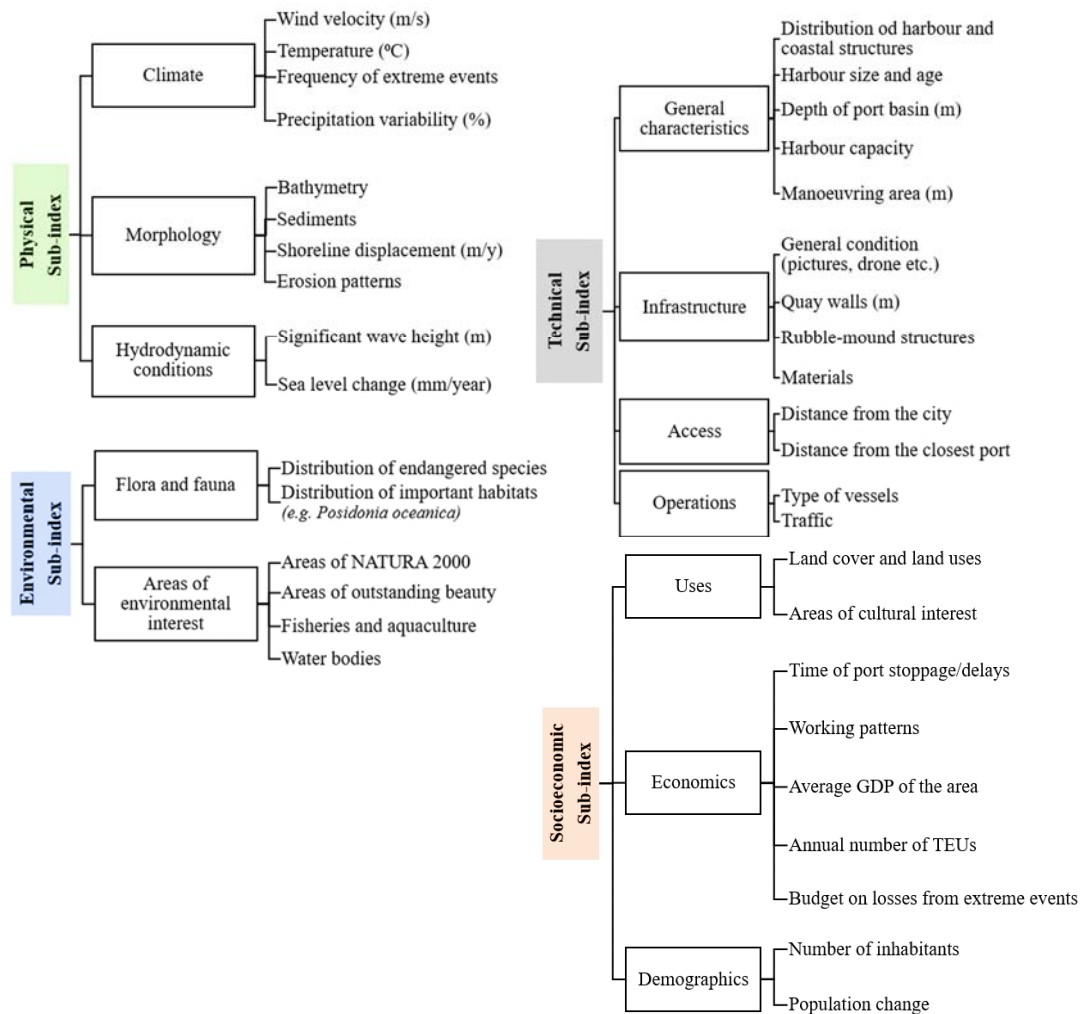 Physical
Sub-index
Climate
Wind velocity (m/s)
Temperature (ºC)
Frequency of extreme events
Precipitation variability (%)
Morphology
Bathymetry
Sediments
Shoreline displacement (m/y)
Erosion patterns
Hydrodynamic
conditions
Significant wave height (m)
Sea level change (mm/year)
Environmental
Sub-index
Flora and fauna
Distribution of endangered species
Distribution of important habitats
(e.g. Posidonia oceanica)
Areas of
environmental
interest
Areas of NATURA 2000
Areas of outstanding beauty
Fisheries and aquaculture
Water bodies
Technical
Sub-index
General
characteristics
Distribution od harbour and
coastal structures
Harbour size and age
Depth of port basin (m)
Harbour capacity
Manoeuvring area (m)
Infrastructure
General condition
(pictures, drone etc.)
Quay walls (m)
Rubble-mound structures
Materials
Access
Distance from the city
Distance from the closest port
Operations
Type of vessels
Traffic
Socioeconomic
Sub-index
Uses
Land cover and land uses
Areas of cultural interest
Economics
Time of port stoppage/delays
Working patterns
Average GDP of the area
Annual number of TEUs
Budget on losses from extreme events
Demographics
Number of inhabitants
Population change